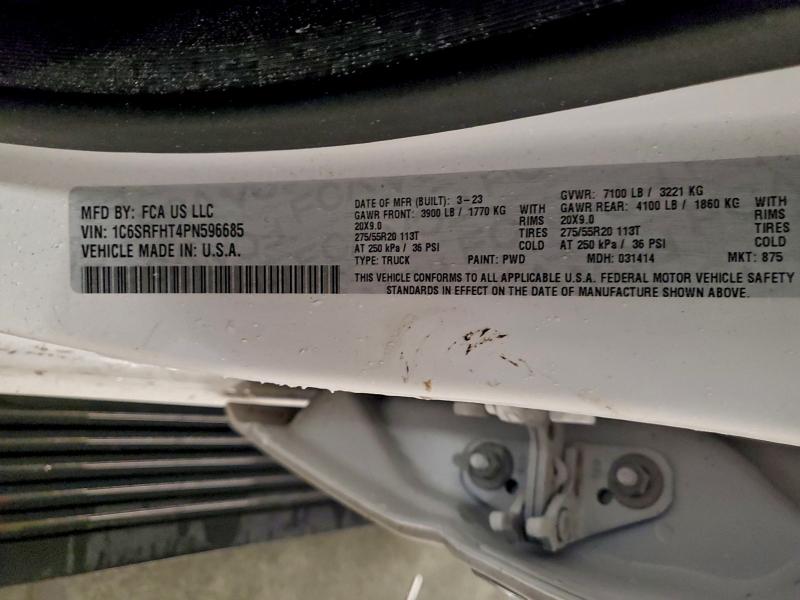 MFD BY: FCA US LLC
VIN: 1C6SRFHT4PN596685
VEHICLE MADE IN: U.S.A.
DATE OF MFR (BUILT): 3-23
GAWR FRONT: 3900 LB / 1770 KG WITH
20X9.0 RIMS
275/55R20 113T TIRES
AT 250 kPa / 36 PSI COLD
TYPE: TRUCK PAINT: PWD
GVWR: 7100 LB / 3221 KG
GAWR REAR: 4100 LB / 1860 KG WITH
20X9.0 RIMS
275/55R20 113T TIRES
AT 250 kPa / 36 PSI COLD
MDH: 031414 MKT: 875
THIS VEHICLE CONFORMS TO ALL APPLICABLE U.S.A. FEDERAL MOTOR VEHICLE SAFETY
STANDARDS IN EFFECT ON THE DATE OF MANUFACTURE SHOWN ABOVE.